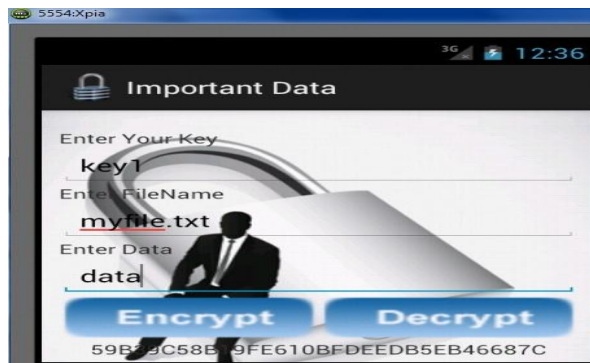 5554:Xpia
3G 12:36
Important Data
Enter Your Key
key1
Enter FileName
myfile.txt
Enter Data
data
Encrypt Decrypt